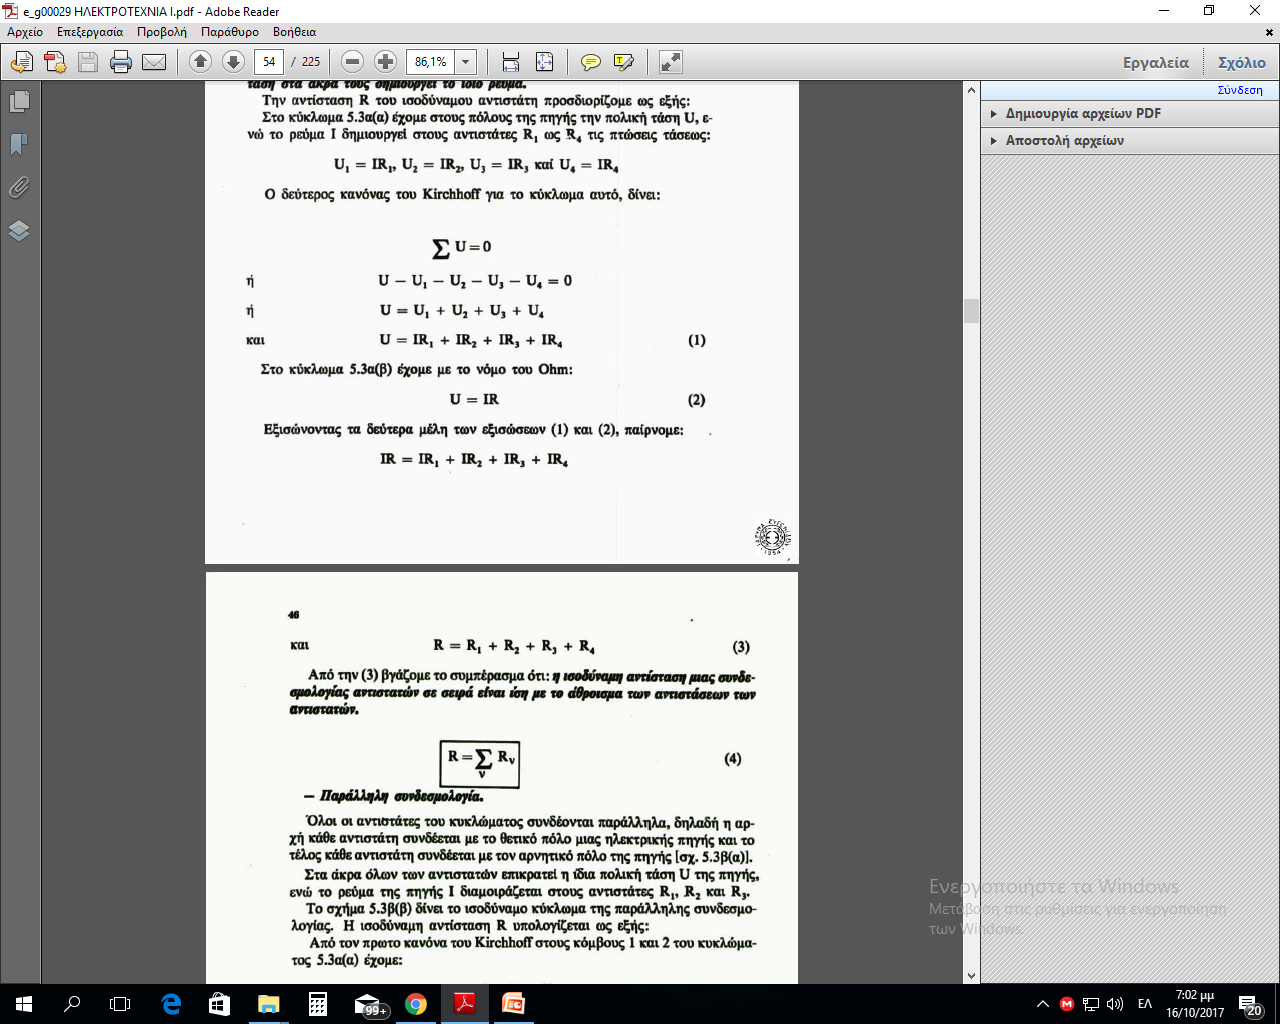 e_g00029 ΗΛΕΚΤΡΟΤΕΧΝΙΑ Ι.pdf - Adobe Reader
Αρχείο Επεξεργασία Προβολή Παράθυρο Βοήθεια
54 / 225 86,1% Εργαλεία Σχόλιο
Σύνδεση
Δημιουργία αρχείων PDF
Αποστολή αρχείων
τάση στα άκρα τους δημιουργεί το ίδιο ρεύμα.
Την αντίσταση R του ισοδύναμου αντιστάτη προσδιορίζομε ως εξής:
Στο κύκλωμα 5.3α(α) έχομε στους πόλους της πηγής την πολική τάση U, ε-
νώ το ρεύμα Ι δημιουργεί στους αντιστάτες R₁ ως R₄ τις πτώσεις τάσεως:
U₁ = IR₁, U₂ = IR₂, U₃ = IR₃ καί U₄ = IR₄
Ο δεύτερος κανόνας του Kirchhoff για το κύκλωμα αυτό, δίνει:
∑ U = 0
ή U − U₁ − U₂ − U₃ − U₄ = 0
ή U = U₁ + U₂ + U₃ + U₄
και U = IR₁ + IR₂ + IR₃ + IR₄ (1)
Στο κύκλωμα 5.3α(β) έχομε με το νόμο του Ohm:
U = IR (2)
Εξισώνοντας τα δεύτερα μέλη των εξισώσεων (1) και (2), παίρνομε:
IR = IR₁ + IR₂ + IR₃ + IR₄
46
και R = R₁ + R₂ + R₃ + R₄ (3)
Από την (3) βγάζομε το συμπέρασμα ότι: η ισοδύναμη αντίσταση μιας συνδε-
σμολογίας αντιστατών σε σειρά είναι ίση με το άθροισμα των αντιστάσεων των
αντιστατών.
R = ∑ Rᵥ (4)
ν
— Παράλληλη συνδεσμολογία.
Όλοι οι αντιστάτες του κυκλώματος συνδέονται παράλληλα, δηλαδή η αρ-
χή κάθε αντιστάτη συνδέεται με το θετικό πόλο μιας ηλεκτρικής πηγής και το
τέλος κάθε αντιστάτη συνδέεται με τον αρνητικό πόλο της πηγής [σχ. 5.3β(α)].
Στα άκρα όλων των αντιστατών επικρατεί η ίδια πολική τάση U της πηγής,
ενώ το ρεύμα της πηγής Ι διαμοιράζεται στους αντιστάτες R₁, R₂ και R₃.
Το σχήμα 5.3β(β) δίνει το ισοδύναμο κύκλωμα της παράλληλης συνδεσμο-
λογίας. Η ισοδύναμη αντίσταση R υπολογίζεται ως εξής:
Από τον πρωτο κανόνα του Kirchhoff στους κόμβους 1 και 2 του κυκλώμα-
τος 5.3α(α) έχομε:
Ενεργοποιήστε τα Windows
Μετάβαση στις ρυθμίσεις για ενεργοποίηση
των Windows.
99+
ΕΛ
7:02 μμ
16/10/2017
20